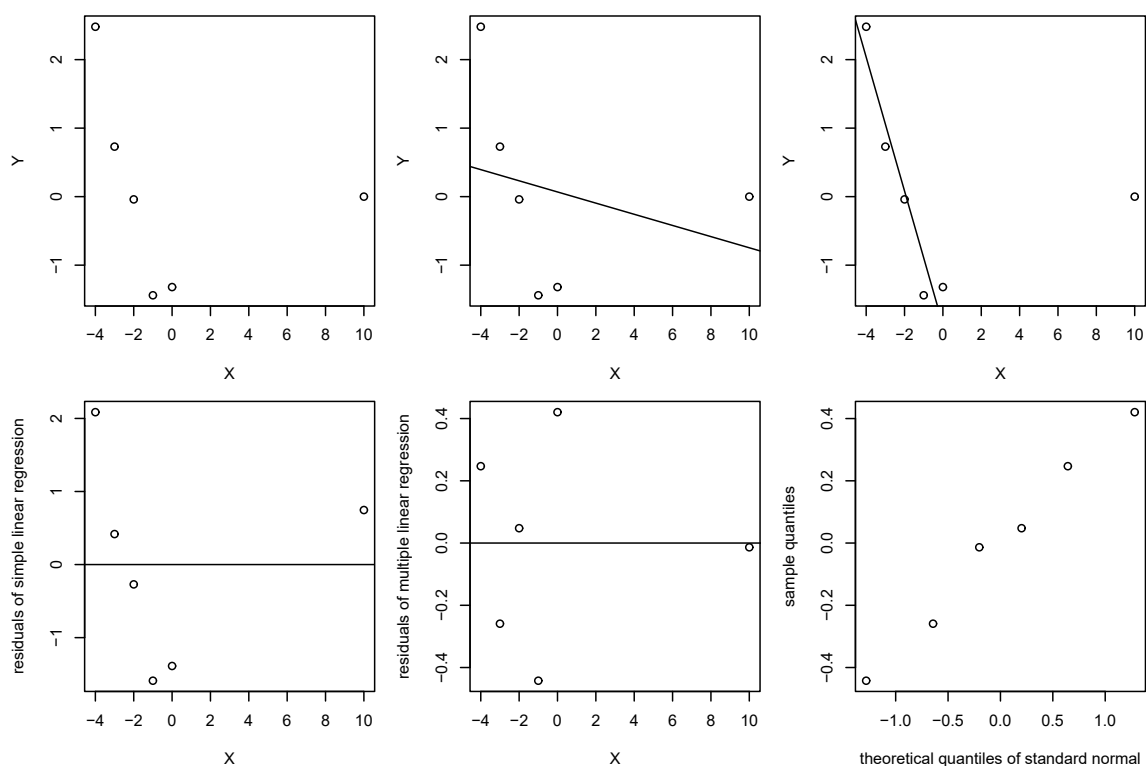 2
1
0
−1
Y
−4 −2 0 2 4 6 8 10
X
2
1
0
−1
Y
−4 −2 0 2 4 6 8 10
X
2
1
0
−1
Y
−4 −2 0 2 4 6 8 10
X
2
1
0
−1
residuals of simple linear regression
−4 −2 0 2 4 6 8 10
X
0.4
0.2
0.0
−0.2
−0.4
residuals of multiple linear regression
−4 −2 0 2 4 6 8 10
X
0.4
0.2
0.0
−0.2
−0.4
sample quantiles
−1.0 −0.5 0.0 0.5 1.0
theoretical quantiles of standard normal